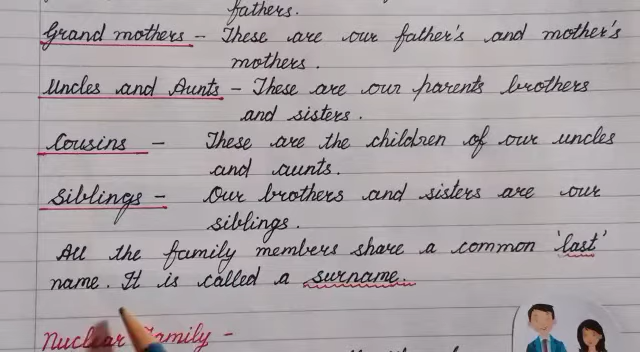 fathers.
Grand mothers - These are our father's and mother's
mothers.
Uncles and Aunts - These are our parents brothers
and sisters.
Cousins - These are the children of our uncles
and aunts.
Siblings - Our brothers and sisters are our
siblings.
All the family members share a common 'last'
name. It is called a surname.
Nuclear Family -